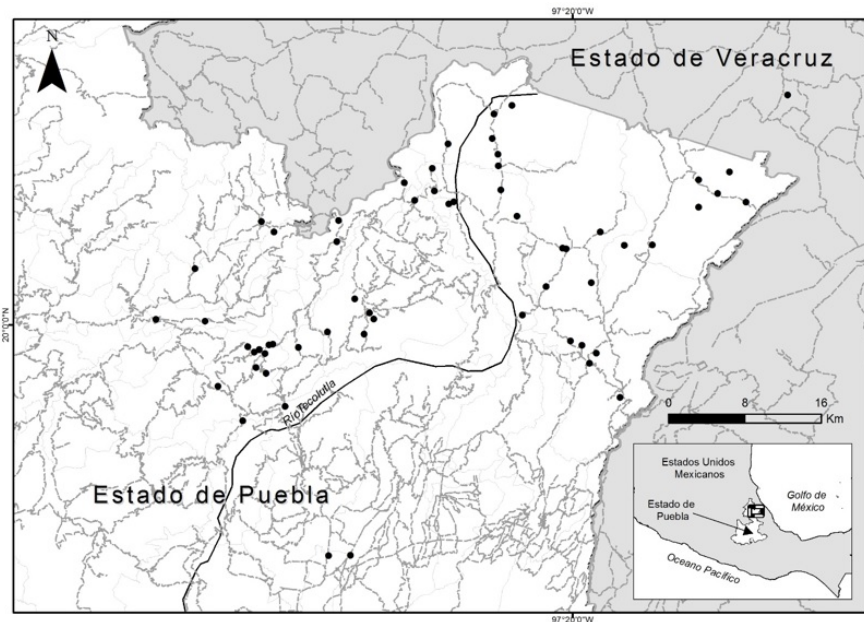 97°20'0"W
N
Estado de Veracruz
20°0'0"N
Río Tecolutla
Estado de Puebla
0 8 16
Km
Estados Unidos
Mexicanos
Golfo de
México
Estado de
Puebla
Oceano Pacífico
97°20'0"W